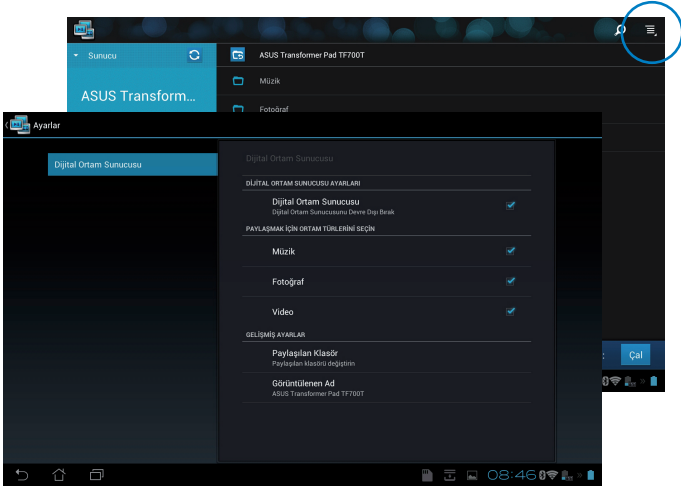 Sunucu
ASUS Transformer Pad TF700T
ASUS Transform...
Müzik
Fotoğraf
Ayarlar
Dijital Ortam Sunucusu
Dijital Ortam Sunucusu
DİJİTAL ORTAM SUNUCUSU AYARLARI
Dijital Ortam Sunucusu
Dijital Ortam Sunucusunu Devre Dışı Bırak
PAYLAŞMAK İÇİN ORTAM TÜRLERİNİ SEÇİN
Müzik
Fotoğraf
Video
GELİŞMİŞ AYARLAR
Paylaşılan Klasör
Paylaşılan klasörü değiştirin
Görüntülenen Ad
ASUS Transformer Pad TF700T
Çal
08:46